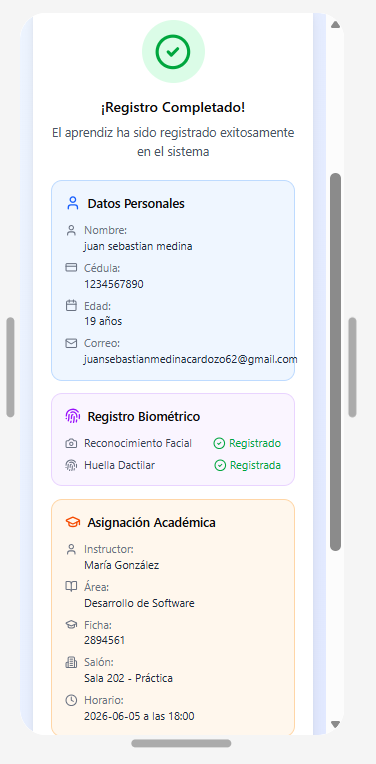 ¡Registro Completado!
El aprendiz ha sido registrado exitosamente
en el sistema
Datos Personales
Nombre:
juan sebastian medina
Cédula:
1234567890
Edad:
19 años
Correo:
juansebastianmedinacardozo62@gmail.com
Registro Biométrico
Reconocimiento Facial Registrado
Huella Dactilar Registrada
Asignación Académica
Instructor:
María González
Área:
Desarrollo de Software
Ficha:
2894561
Salón:
Sala 202 - Práctica
Horario:
2026-06-05 a las 18:00